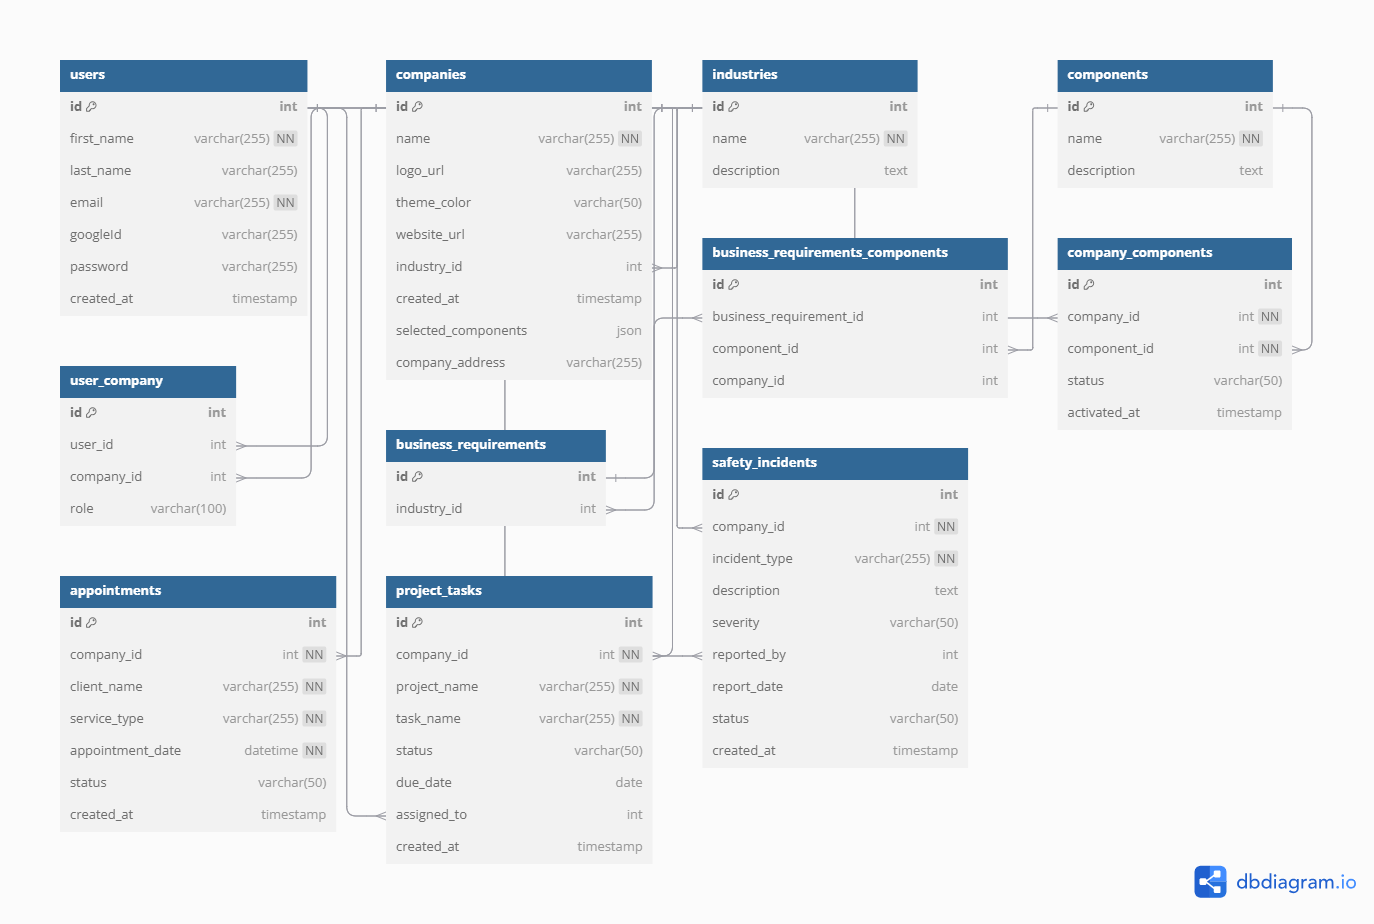 users
id int
first_name varchar(255) NN
last_name varchar(255)
email varchar(255) NN
googleId varchar(255)
password varchar(255)
created_at timestamp
companies
id int
name varchar(255) NN
logo_url varchar(255)
theme_color varchar(50)
website_url varchar(255)
industry_id int
created_at timestamp
selected_components json
company_address varchar(255)
industries
id int
name varchar(255) NN
description text
components
id int
name varchar(255) NN
description text
business_requirements_components
id int
business_requirement_id int
component_id int
company_id int
company_components
id int
company_id int NN
component_id int NN
status varchar(50)
activated_at timestamp
user_company
id int
user_id int
company_id int
role varchar(100)
business_requirements
id int
industry_id int
safety_incidents
id int
company_id int NN
incident_type varchar(255) NN
description text
severity varchar(50)
reported_by int
report_date date
status varchar(50)
created_at timestamp
appointments
id int
company_id int NN
client_name varchar(255) NN
service_type varchar(255) NN
appointment_date datetime NN
status varchar(50)
created_at timestamp
project_tasks
id int
company_id int NN
project_name varchar(255) NN
task_name varchar(255) NN
status varchar(50)
due_date date
assigned_to int
created_at timestamp
dbdiagram.io